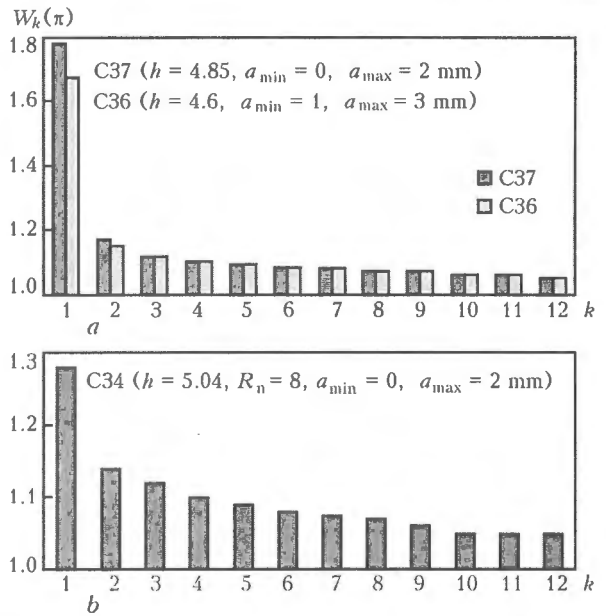 W_k(π)
1.8
C37 (h = 4.85, a_min = 0, a_max = 2 mm)
C36 (h = 4.6, a_min = 1, a_max = 3 mm)
1.6
1.4
C37
C36
1.2
1.0
1 2 3 4 5 6 7 8 9 10 11 12 k
a
1.3
C34 (h = 5.04, R_n = 8, a_min = 0, a_max = 2 mm)
1.2
1.1
1.0
1 2 3 4 5 6 7 8 9 10 11 12 k
b